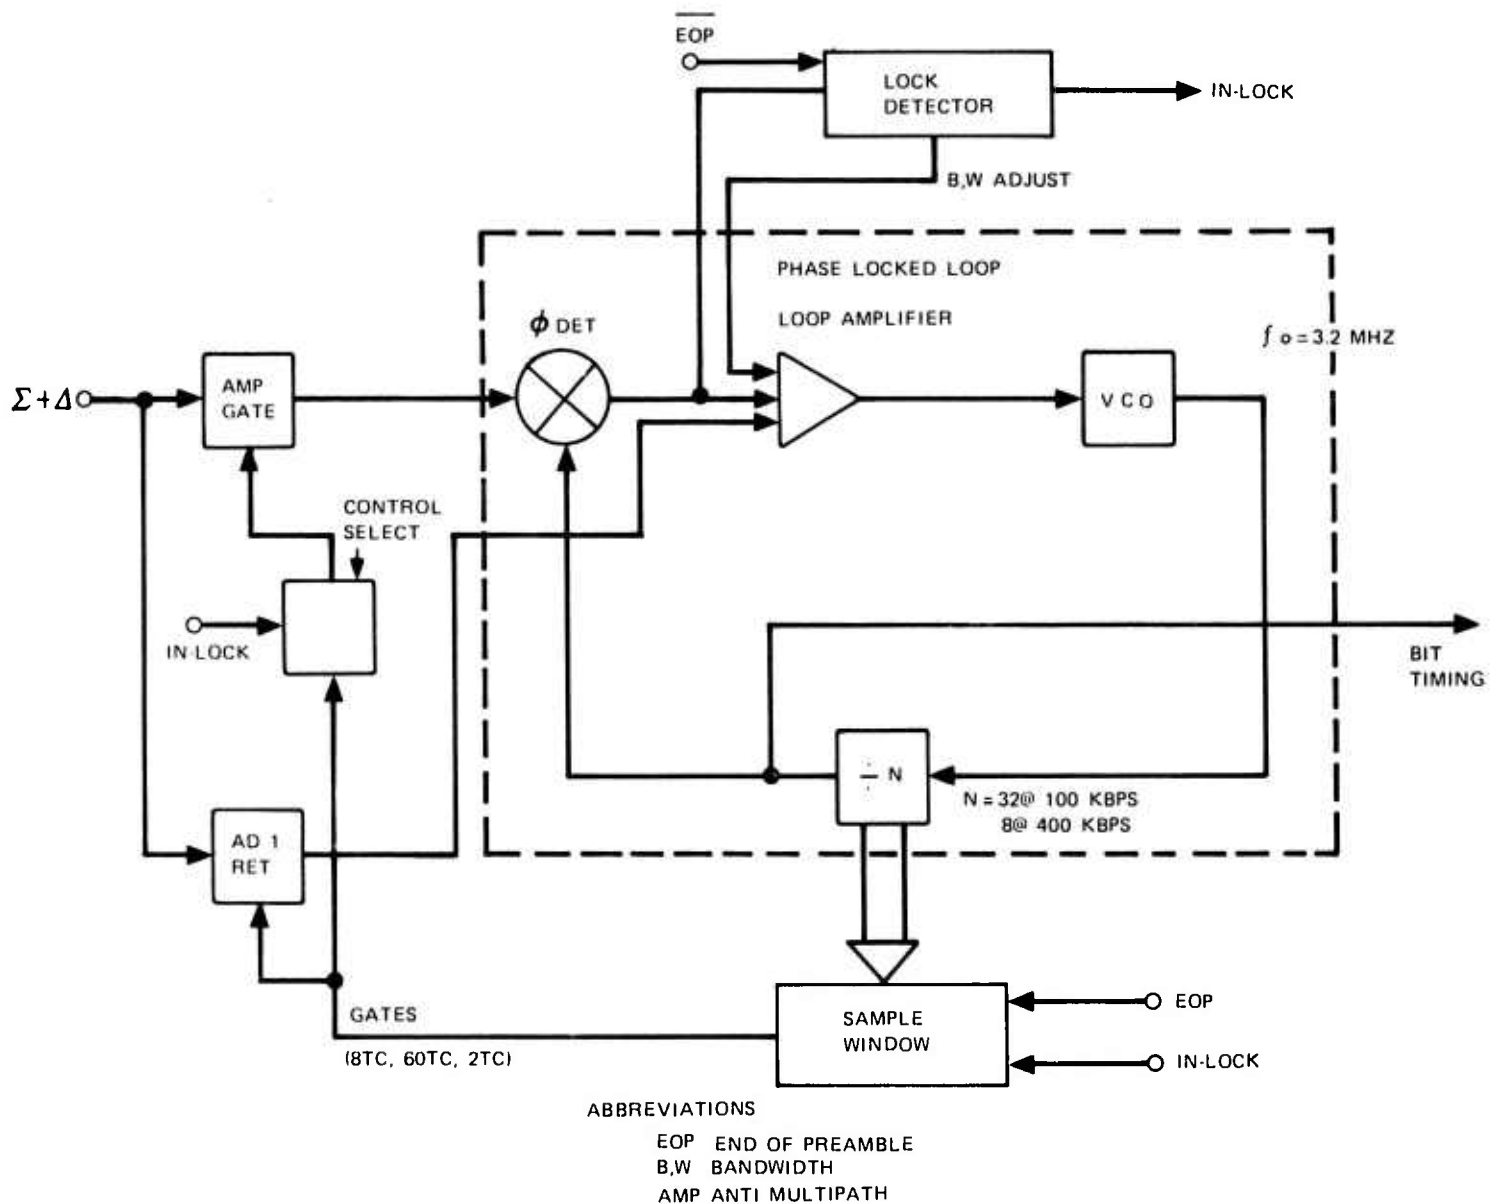 EOP
LOCK
DETECTOR
IN-LOCK
B,W ADJUST
PHASE LOCKED LOOP
LOOP AMPLIFIER
ϕ DET
ƒ o = 3.2 MHZ
Σ+Δ
AMP
GATE
VCO
CONTROL
SELECT
IN-LOCK
BIT
TIMING
÷ N
N = 32@ 100 KBPS
8@ 400 KBPS
AD 1
RET
GATES
(8TC, 60TC, 2TC)
SAMPLE
WINDOW
EOP
IN-LOCK
ABBREVIATIONS
EOP END OF PREAMBLE
B,W BANDWIDTH
AMP ANTI MULTIPATH